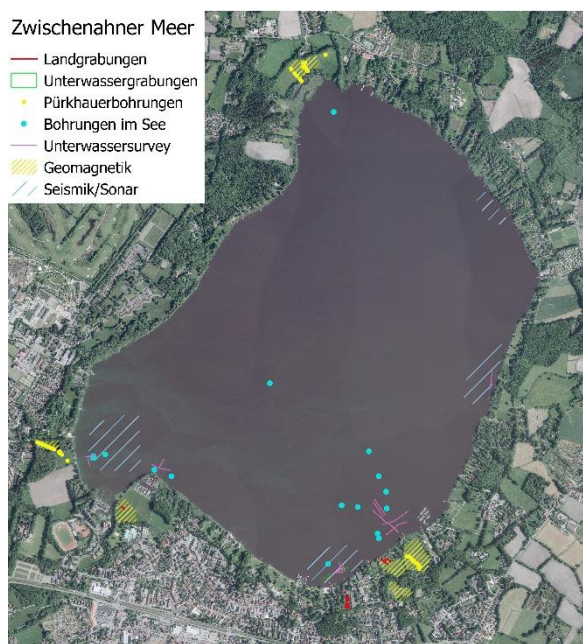 Zwischenahner Meer
Landgrabungen
Unterwassergrabungen
Pürkhauerbohrungen
Bohrungen im See
Unterwassersurvey
Geomagnetik
Seismik/Sonar